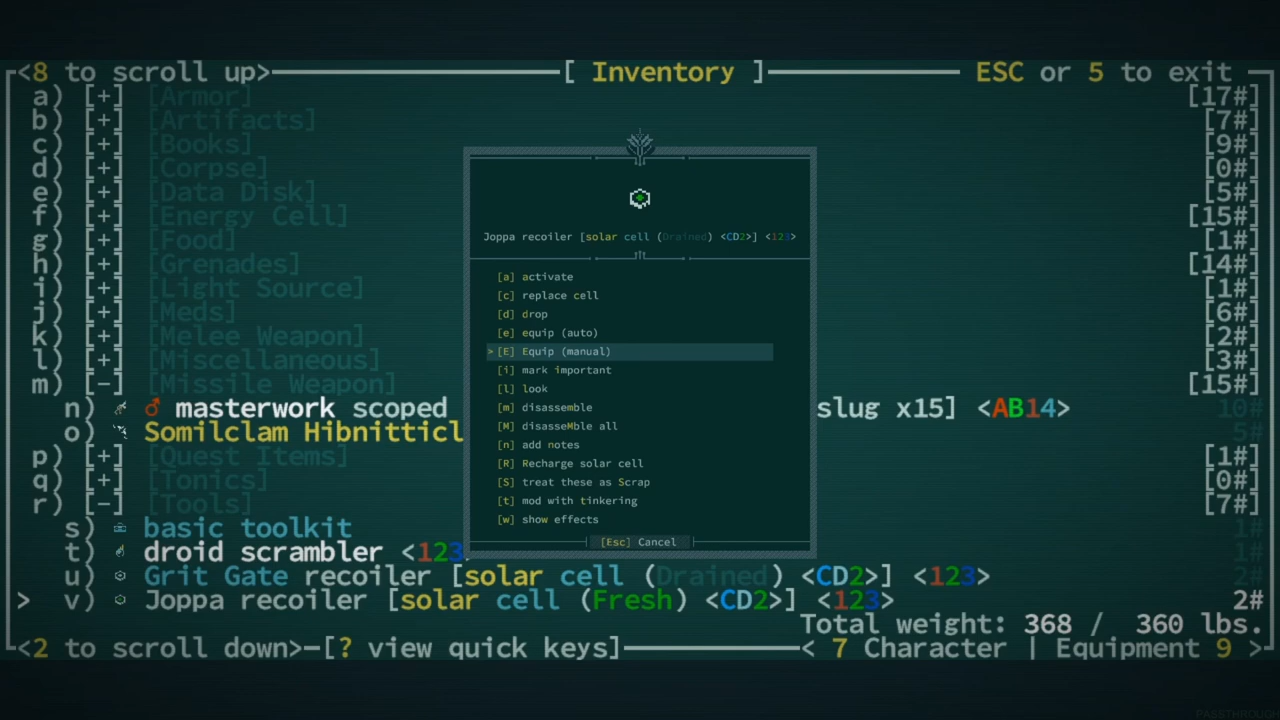 <8 to scroll up> [ Inventory ] ESC or 5 to exit
a) [+] [Armor] [17#]
b) [+] [Artifacts] [7#]
c) [+] [Books] [9#]
d) [+] [Corpse] [0#]
e) [+] [Data Disk] [5#]
f) [+] [Energy Cell] [15#]
g) [+] [Food] [1#]
h) [+] [Grenades] [14#]
i) [+] [Light Source] [1#]
j) [+] [Meds] [6#]
k) [+] [Melee Weapon] [2#]
l) [+] [Miscellaneous] [3#]
m) [-] [Missile Weapon] [15#]
n) ♂ masterwork scoped slug x15] <AB14> 10#
o) Somilclam Hibnitticl 5#
p) [+] [Quest Items] [1#]
q) [+] [Tonics] [0#]
r) [-] [Tools] [7#]
s) basic toolkit 1#
t) droid scrambler <123 1#
u) Grit Gate recoiler [solar cell (Drained) <CD2>] <123> 2#
> v) Joppa recoiler [solar cell (Fresh) <CD2>] <123> 2#
Total weight: 368 / 360 lbs.
<2 to scroll down> [? view quick keys] < 7 Character | Equipment 9 >
Joppa recoiler [solar cell (Drained) <CD2>] <123>
[a] activate
[c] replace cell
[d] drop
[e] equip (auto)
> [E] Equip (manual)
[i] mark important
[l] look
[m] disassemble
[M] disasseMble all
[n] add notes
[R] Recharge solar cell
[S] treat these as Scrap
[t] mod with tinkering
[w] show effects
[Esc] Cancel
PASSTHROUGH